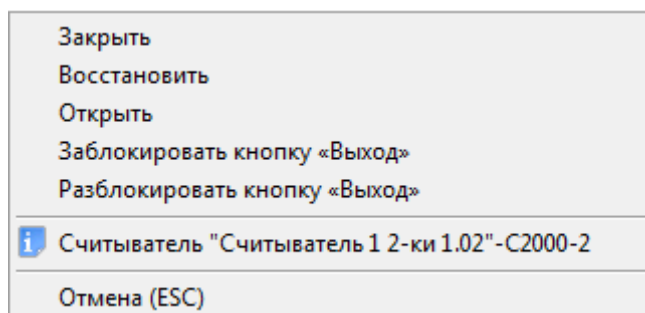 Закрыть
Восстановить
Открыть
Заблокировать кнопку «Выход»
Разблокировать кнопку «Выход»
Считыватель "Считыватель 1 2-ки 1.02"-С2000-2
Отмена (ESC)